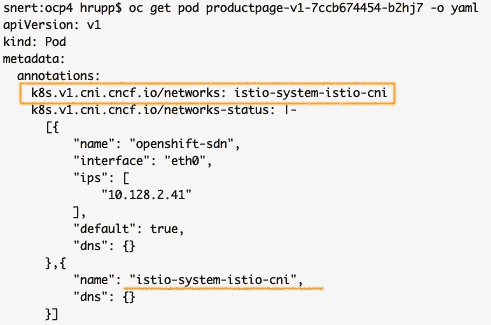 snert:ocp4 hrupp$ oc get pod productpage-v1-7ccb674454-b2hj7 -o yaml
apiVersion: v1
kind: Pod
metadata:
  annotations:
    k8s.v1.cni.cncf.io/networks: istio-system-istio-cni
    k8s.v1.cni.cncf.io/networks-status: |-
      [{
          "name": "openshift-sdn",
          "interface": "eth0",
          "ips": [
              "10.128.2.41"
          ],
          "default": true,
          "dns": {}
      },{
          "name": "istio-system-istio-cni",
          "dns": {}
      }]